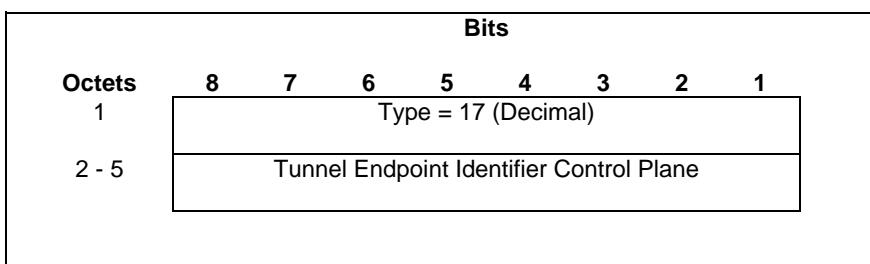 Bits
Octets 8 7 6 5 4 3 2 1
1 Type = 17 (Decimal)
2 - 5 Tunnel Endpoint Identifier Control Plane